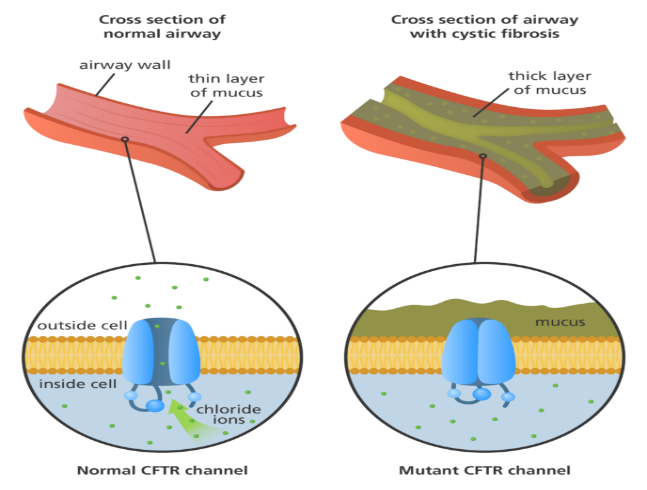 Cross section of
normal airway
Cross section of airway
with cystic fibrosis
airway wall
thin layer
of mucus
thick layer
of mucus
outside cell
inside cell
chloride
ions
mucus
Normal CFTR channel
Mutant CFTR channel